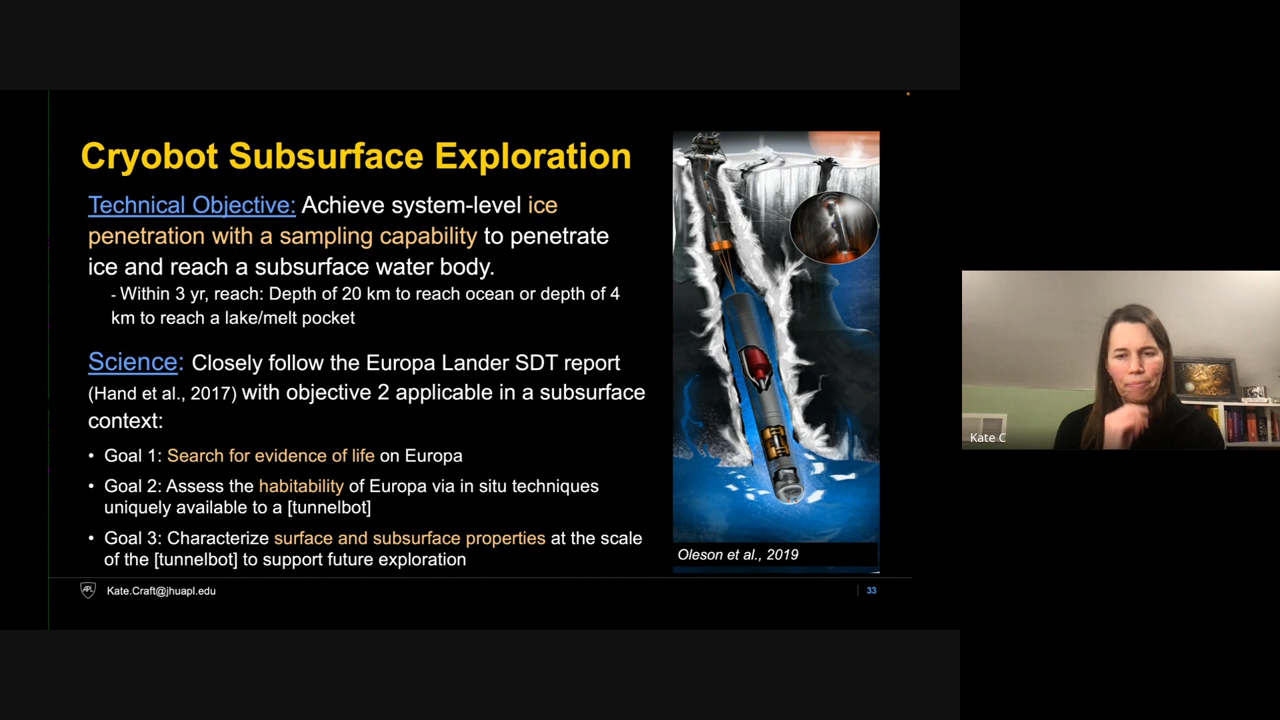 Cryobot Subsurface Exploration
Technical Objective: Achieve system-level ice
penetration with a sampling capability to penetrate
ice and reach a subsurface water body.
- Within 3 yr, reach: Depth of 20 km to reach ocean or depth of 4
km to reach a lake/melt pocket
Science: Closely follow the Europa Lander SDT report
(Hand et al., 2017) with objective 2 applicable in a subsurface
context:
• Goal 1: Search for evidence of life on Europa
• Goal 2: Assess the habitability of Europa via in situ techniques
uniquely available to a [tunnelbot]
• Goal 3: Characterize surface and subsurface properties at the scale
of the [tunnelbot] to support future exploration
Oleson et al., 2019
APL
Kate.Craft@jhuapl.edu
33
Kate C